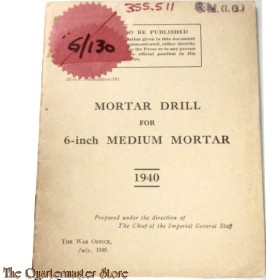 355.511
5/130
TO BE PUBLISHED
MORTAR DRILL
FOR
6-inch MEDIUM MORTAR
1940
Prepared under the direction of
The Chief of the Imperial General Staff
THE WAR OFFICE,
July, 1940.
The Quartermaster Store